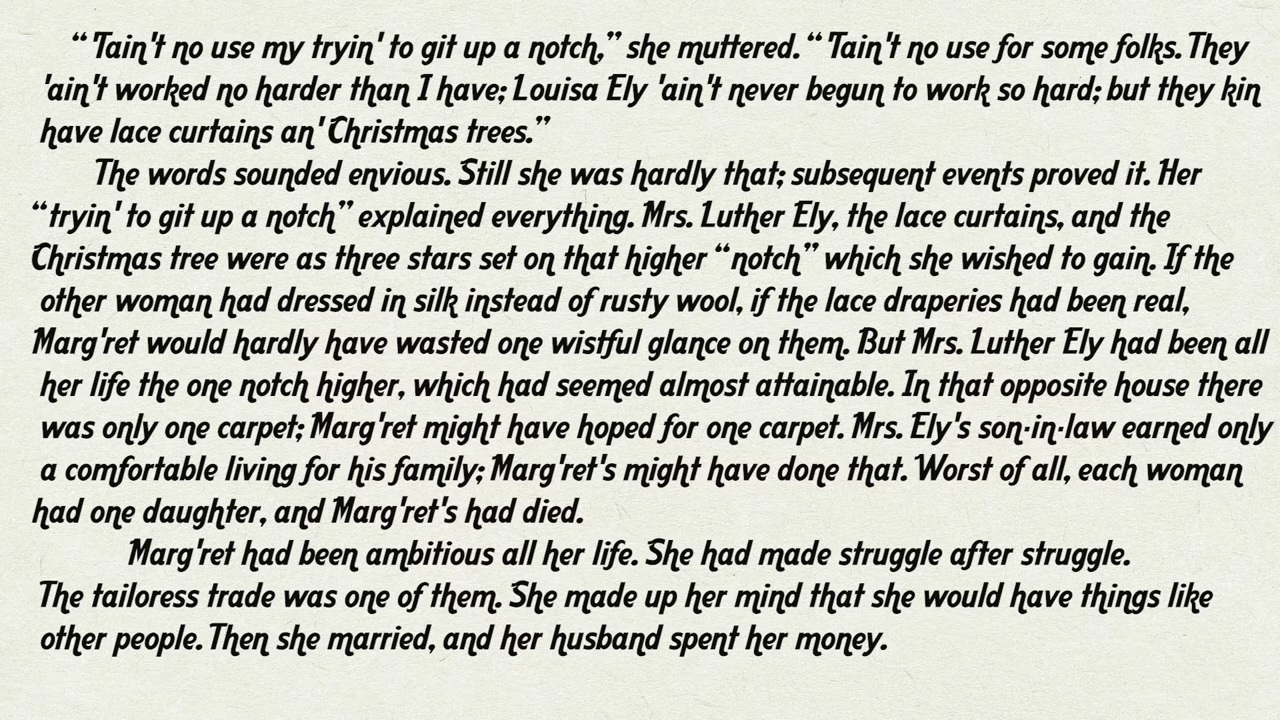 “'Tain't no use my tryin' to git up a notch,” she muttered. “'Tain't no use for some folks. They
'ain't worked no harder than I have; Louisa Ely 'ain't never begun to work so hard; but they kin
have lace curtains an' Christmas trees.”
The words sounded envious. Still she was hardly that; subsequent events proved it. Her
“tryin' to git up a notch” explained everything. Mrs. Luther Ely, the lace curtains, and the
Christmas tree were as three stars set on that higher “notch” which she wished to gain. If the
other woman had dressed in silk instead of rusty wool, if the lace draperies had been real,
Marg'ret would hardly have wasted one wistful glance on them. But Mrs. Luther Ely had been all
her life the one notch higher, which had seemed almost attainable. In that opposite house there
was only one carpet; Marg'ret might have hoped for one carpet. Mrs. Ely's son-in-law earned only
a comfortable living for his family; Marg'ret's might have done that. Worst of all, each woman
had one daughter, and Marg'ret's had died.
Marg'ret had been ambitious all her life. She had made struggle after struggle.
The tailoress trade was one of them. She made up her mind that she would have things like
other people. Then she married, and her husband spent her money.